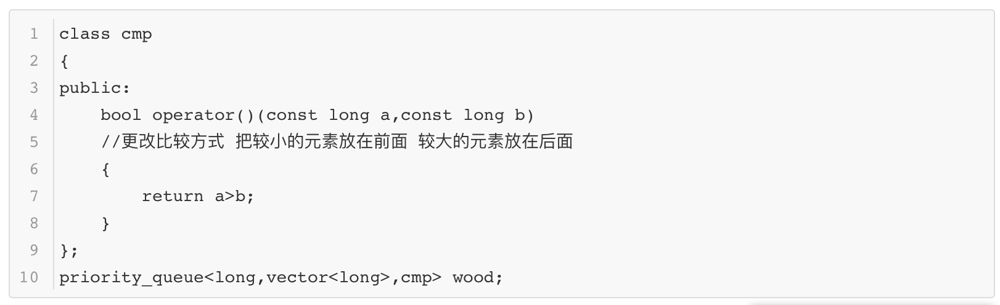 1 class cmp
2 {
3 public:
4     bool operator()(const long a,const long b)
5     //更改比较方式 把较小的元素放在前面 较大的元素放在后面
6     {
7         return a>b;
8     }
9 };
10 priority_queue<long,vector<long>,cmp> wood;